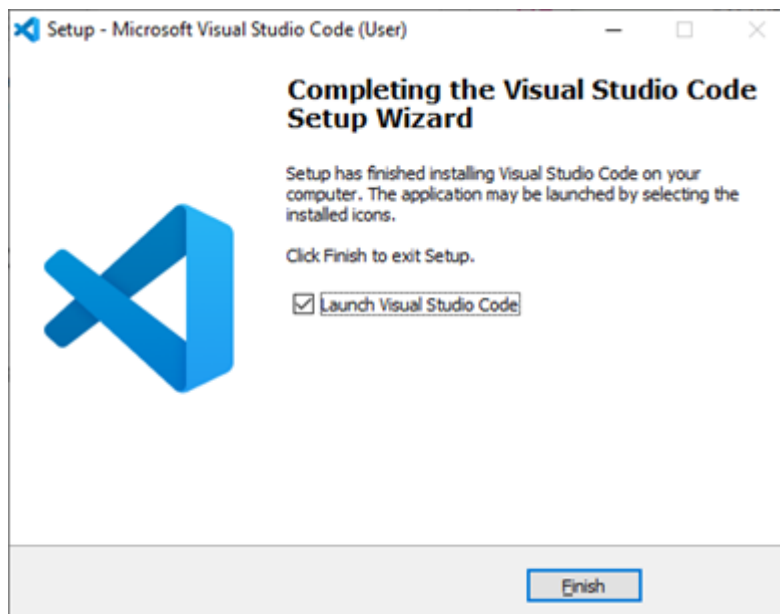 Setup - Microsoft Visual Studio Code (User)
Completing the Visual Studio Code
Setup Wizard
Setup has finished installing Visual Studio Code on your
computer. The application may be launched by selecting the
installed icons.
Click Finish to exit Setup.
Launch Visual Studio Code
Finish